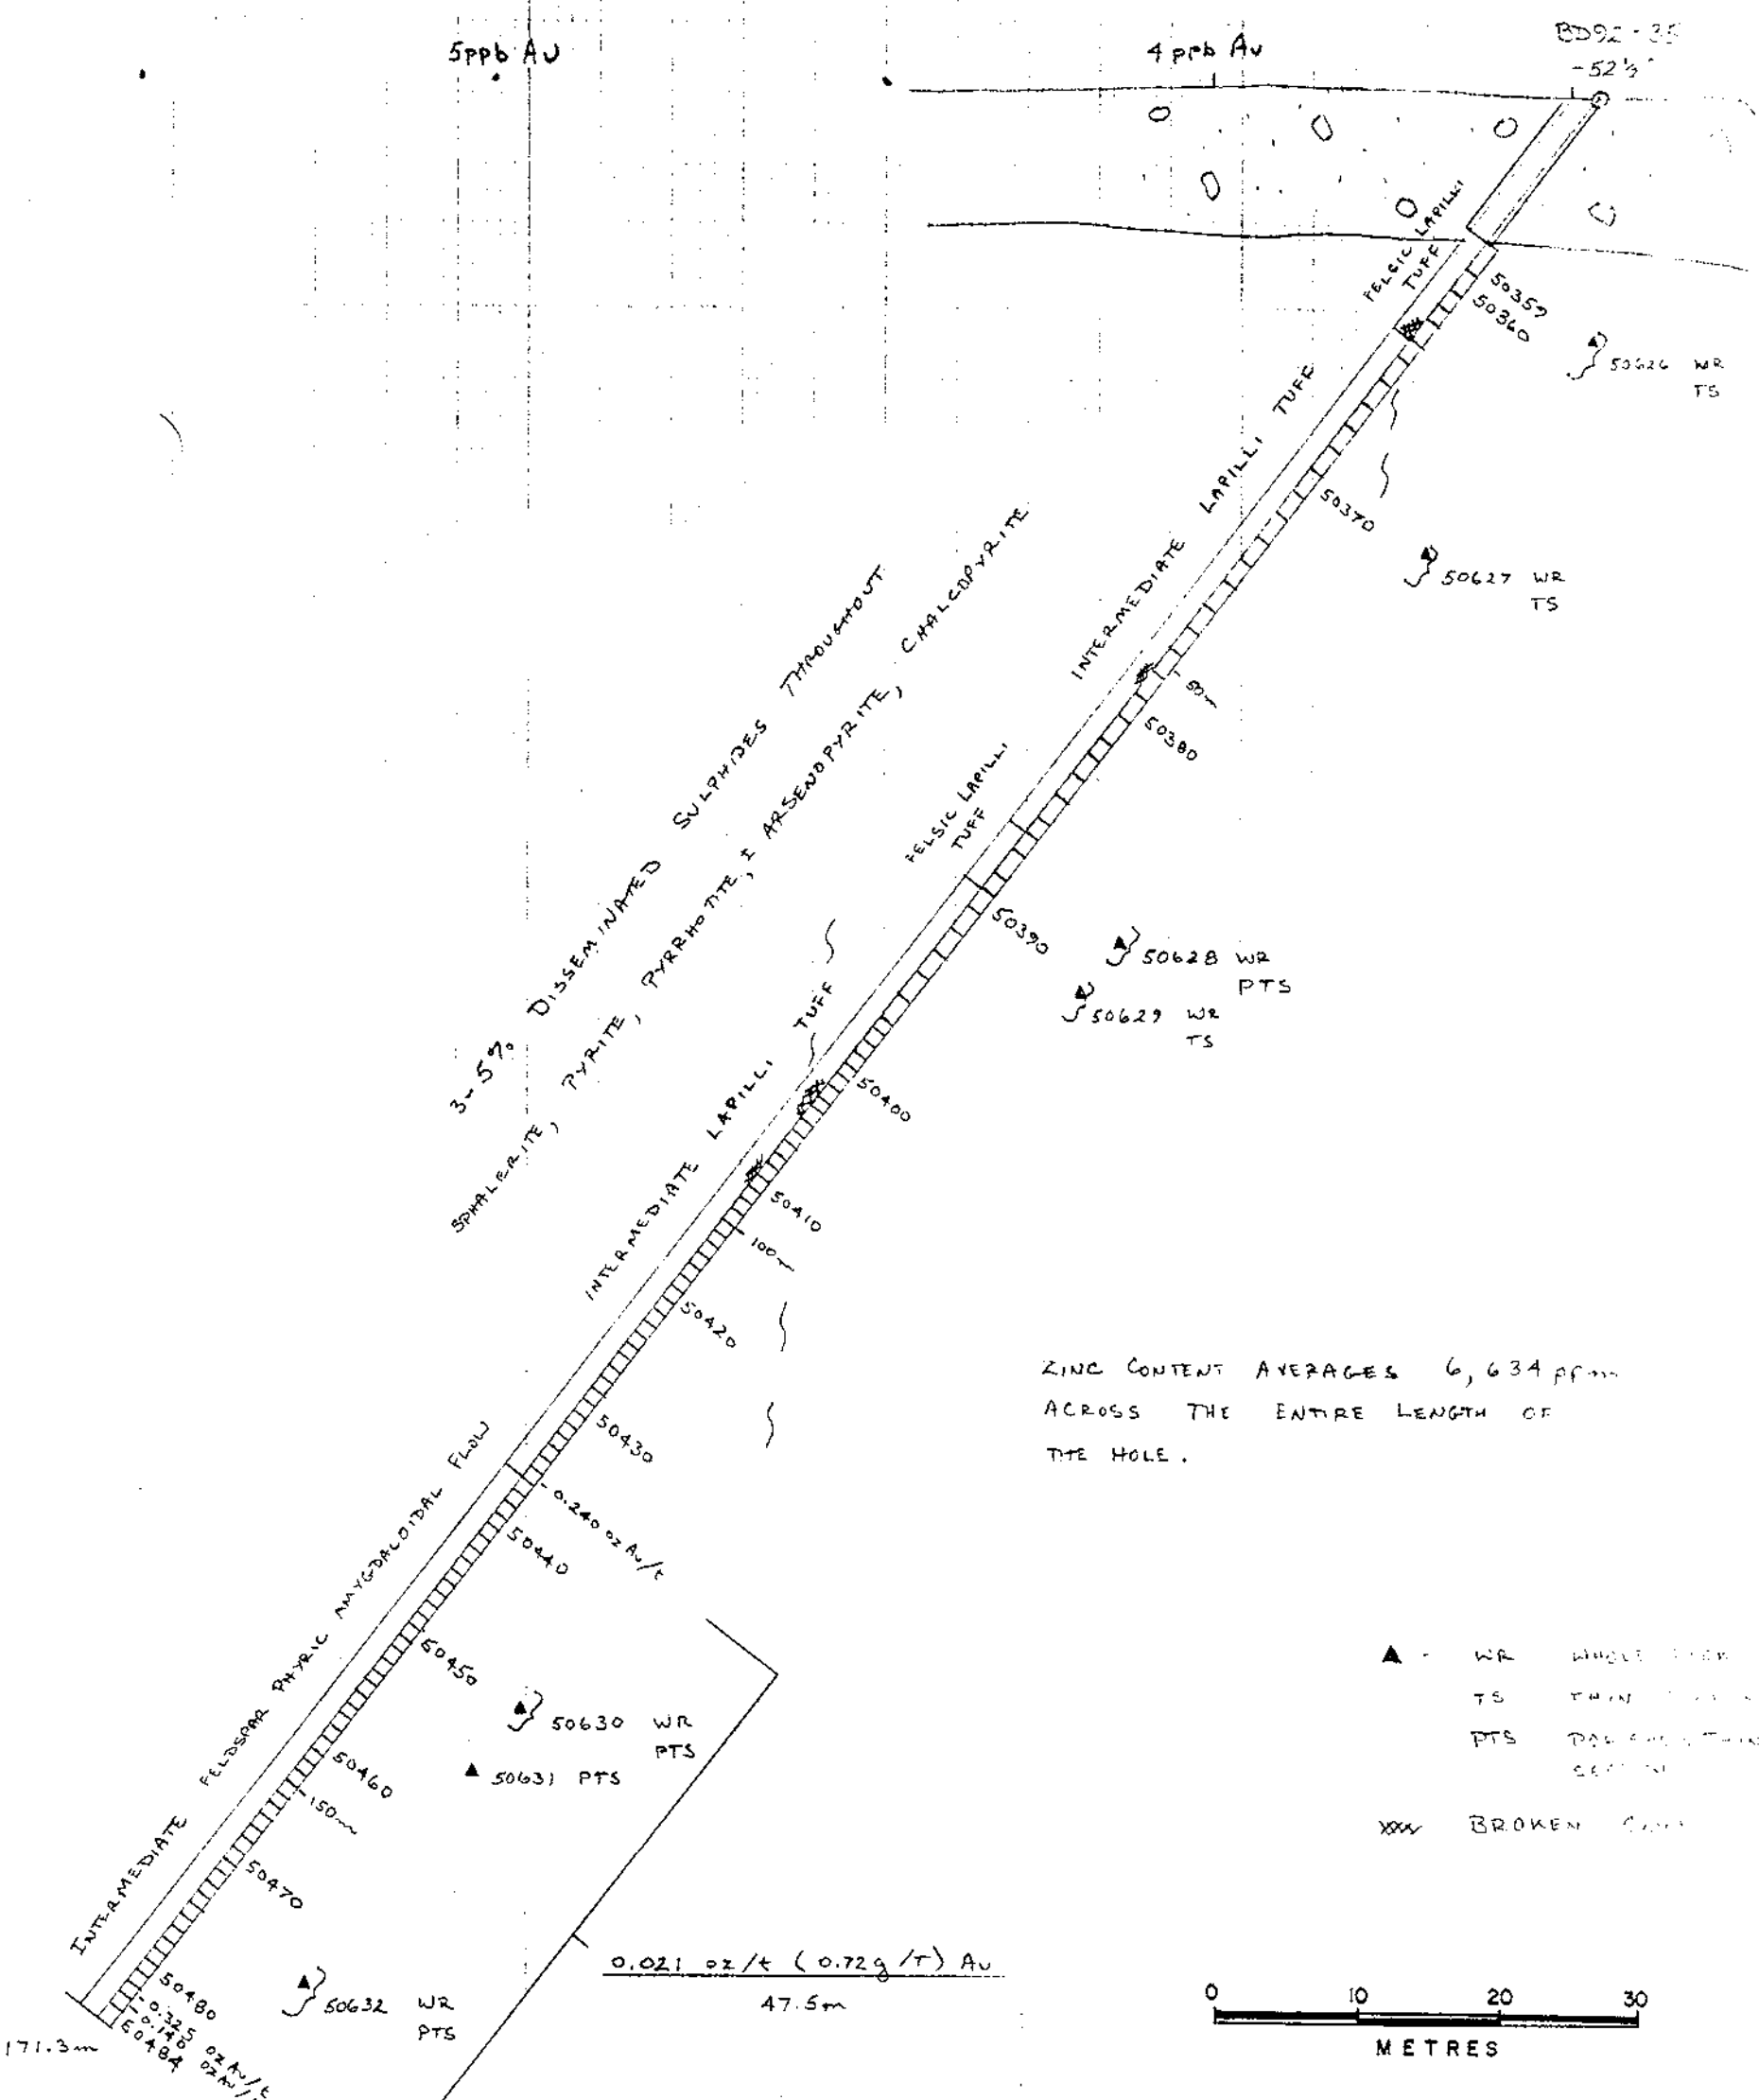 5ppb Au
4 ppb Au
BD92-35
FELSIC LAPILLI
TUFF
50359
50360
50626 WR
TS
INTERMEDIATE LAPILLI TUFF
50370
50627 WR
TS
50m
50380
3-5% DISSEMINATED SULPHIDES THROUGHOUT
SPHALERITE, PYRITE, PYRRHOTITE, ± ARSENOPYRITE, CHALCOPYRITE
FELSIC LAPILLI
TUFF
50390
50628 WR
PTS
50629 WR
TS
INTERMEDIATE LAPILLI TUFF
50400
50410
100m
50420
50430
ZINC CONTENT AVERAGES 6,634 ppm
ACROSS THE ENTIRE LENGTH OF
THE HOLE.
INTERMEDIATE FELDSPAR PHYRIC AMYGDALOIDAL FLOW
0.240 oz Au/t
50440
50450
50630 WR
PTS
50631 PTS
50460
150m
50470
50480
0.325 oz Au/t
0.140 oz Au/
50484
50632 WR
PTS
171.3m
0.021 oz/t (0.72g/T) Au
47.5m
WR WHOLE
TS THIN
PTS
BROKEN
0 10 20 30
METRES